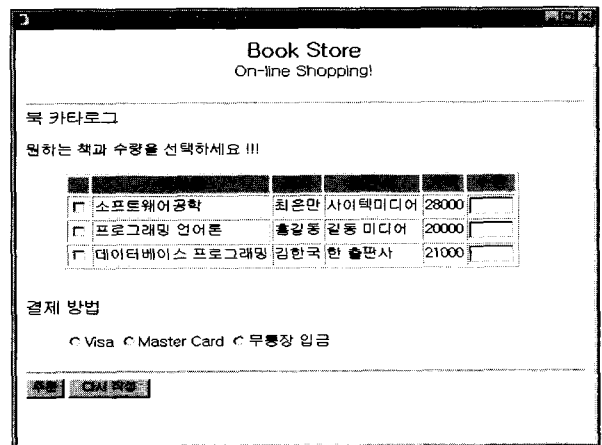 Book Store
On-line Shopping!
북 카타로그
원하는 책과 수량을 선택하세요 !!!
소프트웨어공학 최은만 사이텍미디어 28000
프로그래밍 언어론 홍길동 길동 미디어 20000
데이터베이스 프로그래밍 김한국 한 출판사 21000
결제 방법
Visa Master Card 무통장 입금
주문 다시 작성